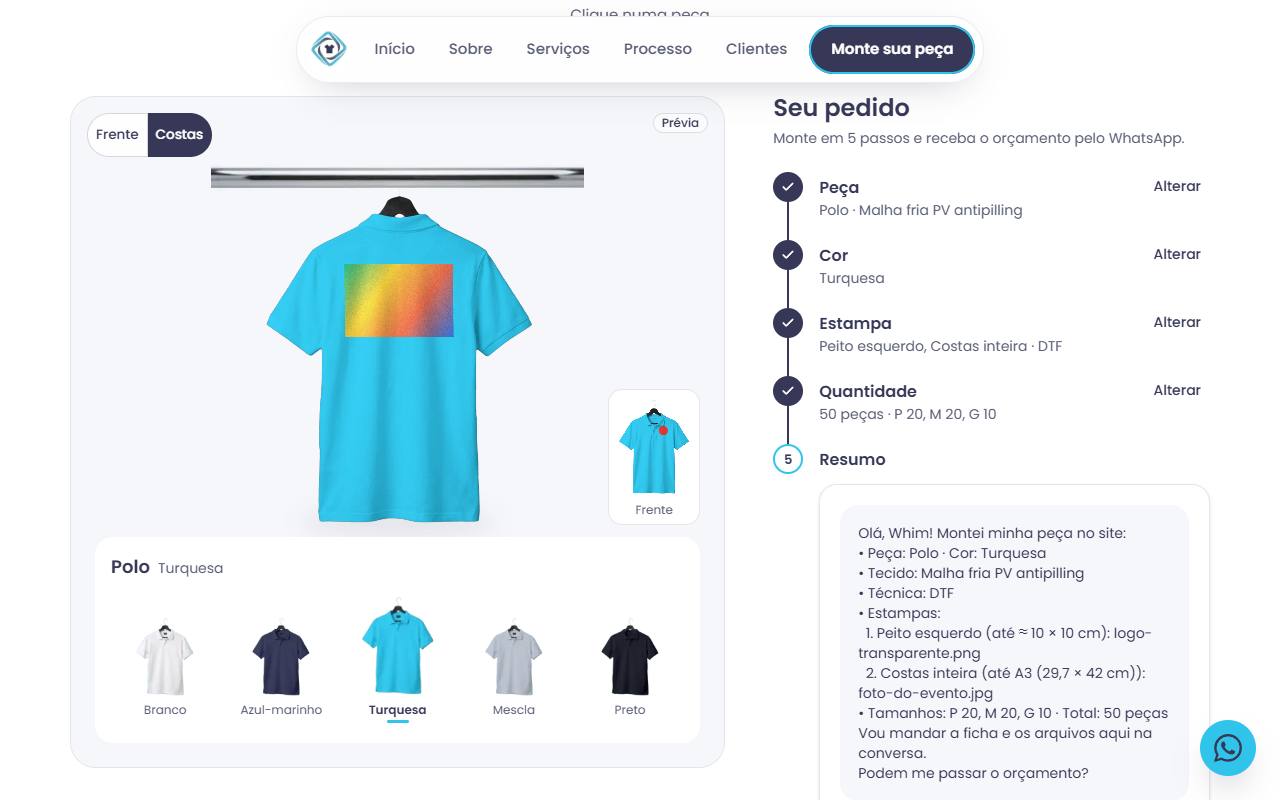 Clique numa peça
Início
Sobre
Serviços
Processo
Clientes
Monte sua peça
Frente
Costas
Prévia
Frente
Polo Turquesa
Branco
Azul-marinho
Turquesa
Mescla
Preto
Seu pedido
Monte em 5 passos e receba o orçamento pelo WhatsApp.
Peça
Alterar
Polo · Malha fria PV antipilling
Cor
Alterar
Turquesa
Estampa
Alterar
Peito esquerdo, Costas inteira · DTF
Quantidade
Alterar
50 peças · P 20, M 20, G 10
5
Resumo
Olá, Whim! Montei minha peça no site:
• Peça: Polo · Cor: Turquesa
• Tecido: Malha fria PV antipilling
• Técnica: DTF
• Estampas:
1. Peito esquerdo (até ≈ 10 × 10 cm): logo-
transparente.png
2. Costas inteira (até A3 (29,7 × 42 cm)):
foto-do-evento.jpg
• Tamanhos: P 20, M 20, G 10 · Total: 50 peças
Vou mandar a ficha e os arquivos aqui na
conversa.
Podem me passar o orçamento?